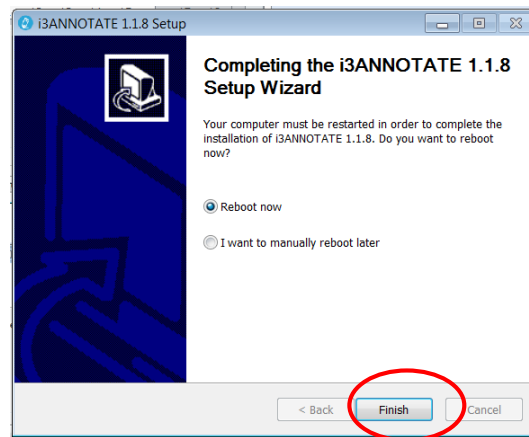 i3ANNOTATE 1.1.8 Setup
Completing the i3ANNOTATE 1.1.8
Setup Wizard
Your computer must be restarted in order to complete the
installation of i3ANNOTATE 1.1.8. Do you want to reboot
now?
Reboot now
I want to manually reboot later
< Back Finish Cancel